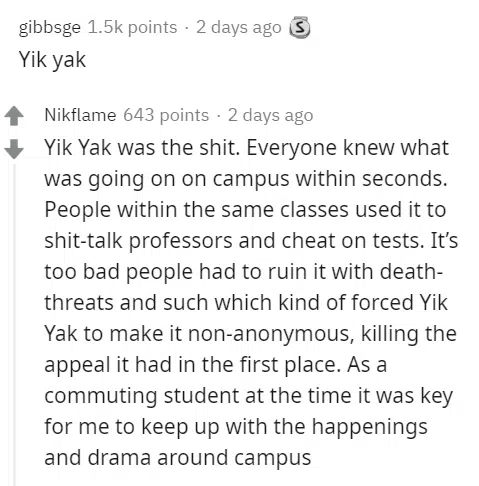 gibbsge 1.5k points · 2 days ago S
Yik yak
Nikflame 643 points · 2 days ago
Yik Yak was the shit. Everyone knew what
was going on on campus within seconds.
People within the same classes used it to
shit-talk professors and cheat on tests. It’s
too bad people had to ruin it with death-
threats and such which kind of forced Yik
Yak to make it non-anonymous, killing the
appeal it had in the first place. As a
commuting student at the time it was key
for me to keep up with the happenings
and drama around campus